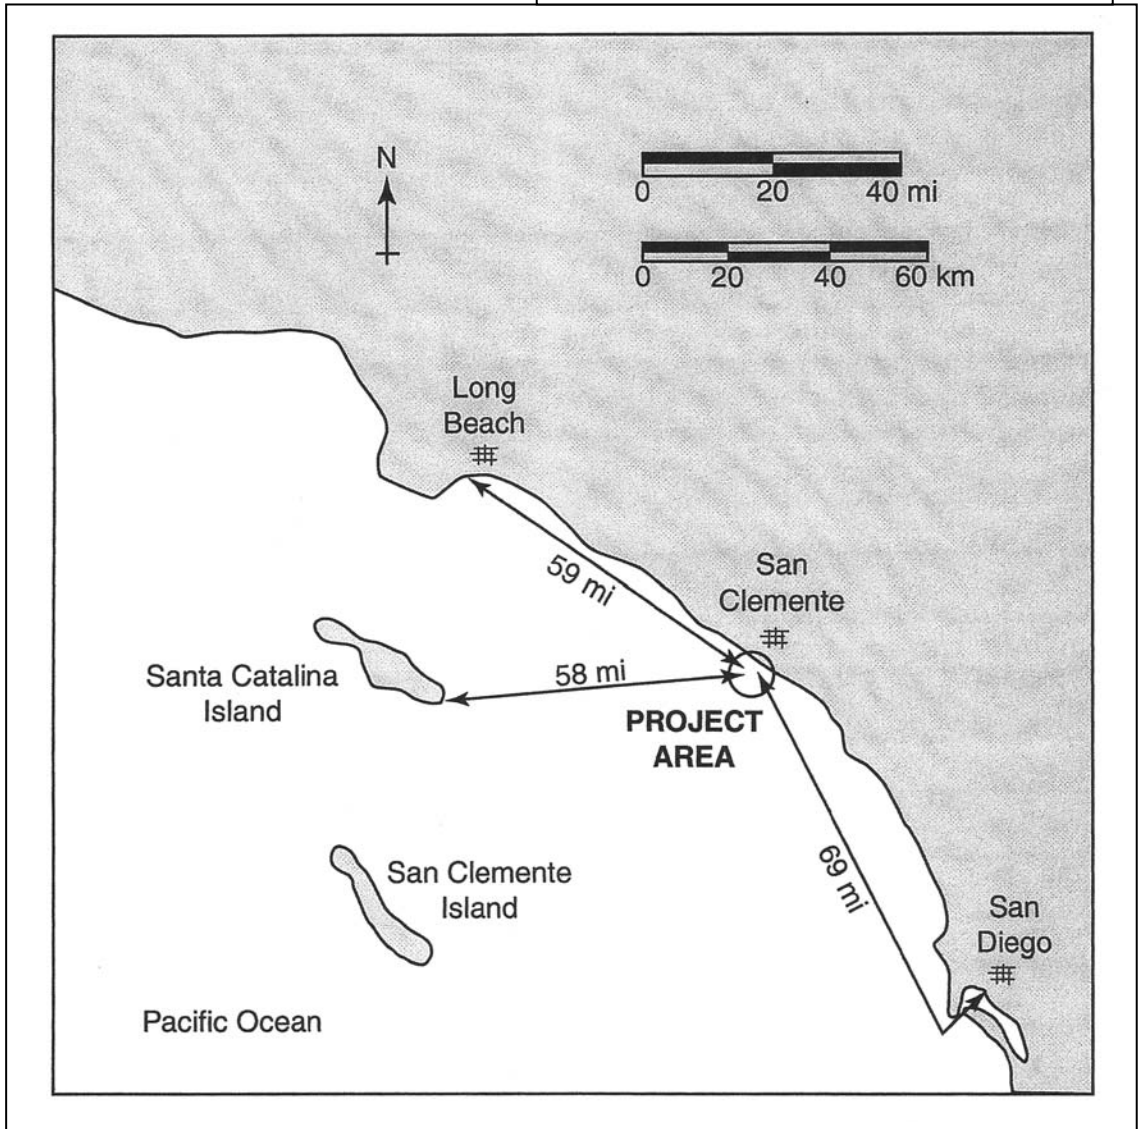 N
0 20 40 mi
0 20 40 60 km
Long
Beach
59 mi
San
Clemente
58 mi
Santa Catalina
Island
PROJECT
AREA
69 mi
San Clemente
Island
San
Diego
Pacific Ocean